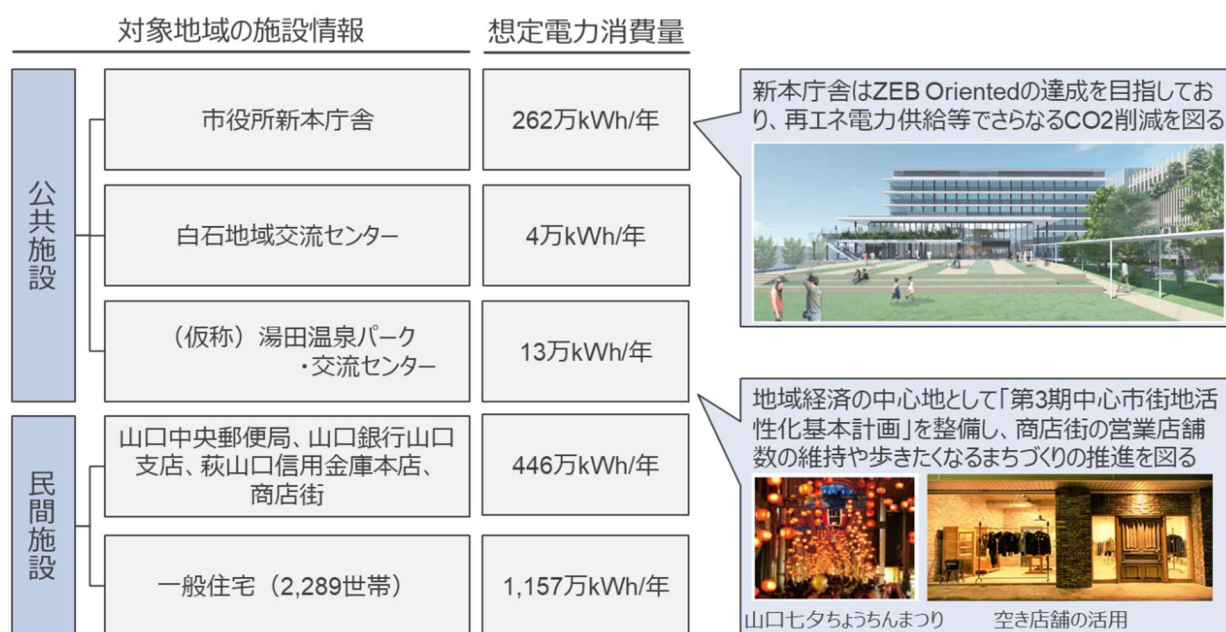 対象地域の施設情報
想定電力消費量
公共施設
市役所新本庁舎
262万kWh/年
白石地域交流センター
4万kWh/年
（仮称）湯田温泉パーク
・交流センター
13万kWh/年
民間施設
山口中央郵便局、山口銀行山口
支店、萩山口信用金庫本店、
商店街
446万kWh/年
一般住宅（2,289世帯）
1,157万kWh/年
新本庁舎はZEB Orientedの達成を目指してお
り、再エネ電力供給等でさらなるCO2削減を図る
地域経済の中心地として「第3期中心市街地活
性化基本計画」を整備し、商店街の営業店舗
数の維持や歩きたくなるまちづくりの推進を図る
山口七夕ちょうちんまつり
空き店舗の活用